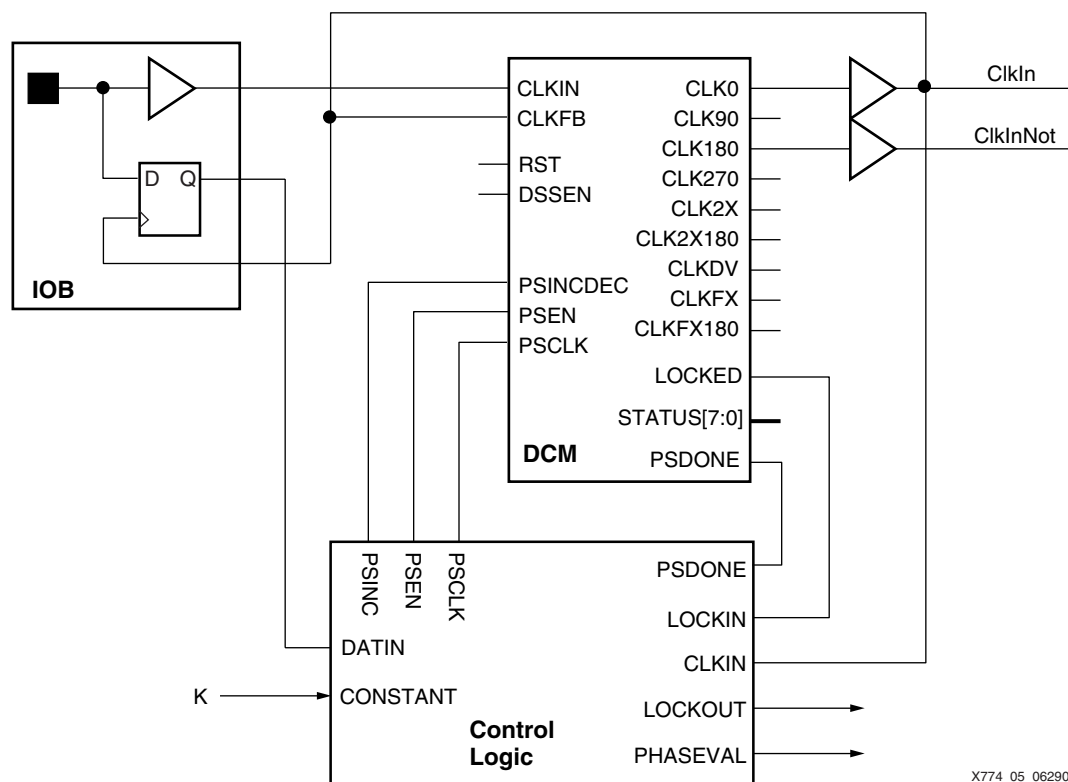 ClkIn
CLKIN
CLK0
CLKFB
CLK90
ClkInNot
CLK180
RST
D
Q
CLK270
DSSEN
CLK2X
CLK2X180
CLKDV
IOB
PSINCDEC
CLKFX
PSEN
CLKFX180
PSCLK
LOCKED
STATUS[7:0]
DCM
PSDONE
PSINC
PSEN
PSCLK
PSDONE
LOCKIN
DATIN
CLKIN
K
CONSTANT
LOCKOUT
Control
Logic
PHASEVAL
X774_05_06290